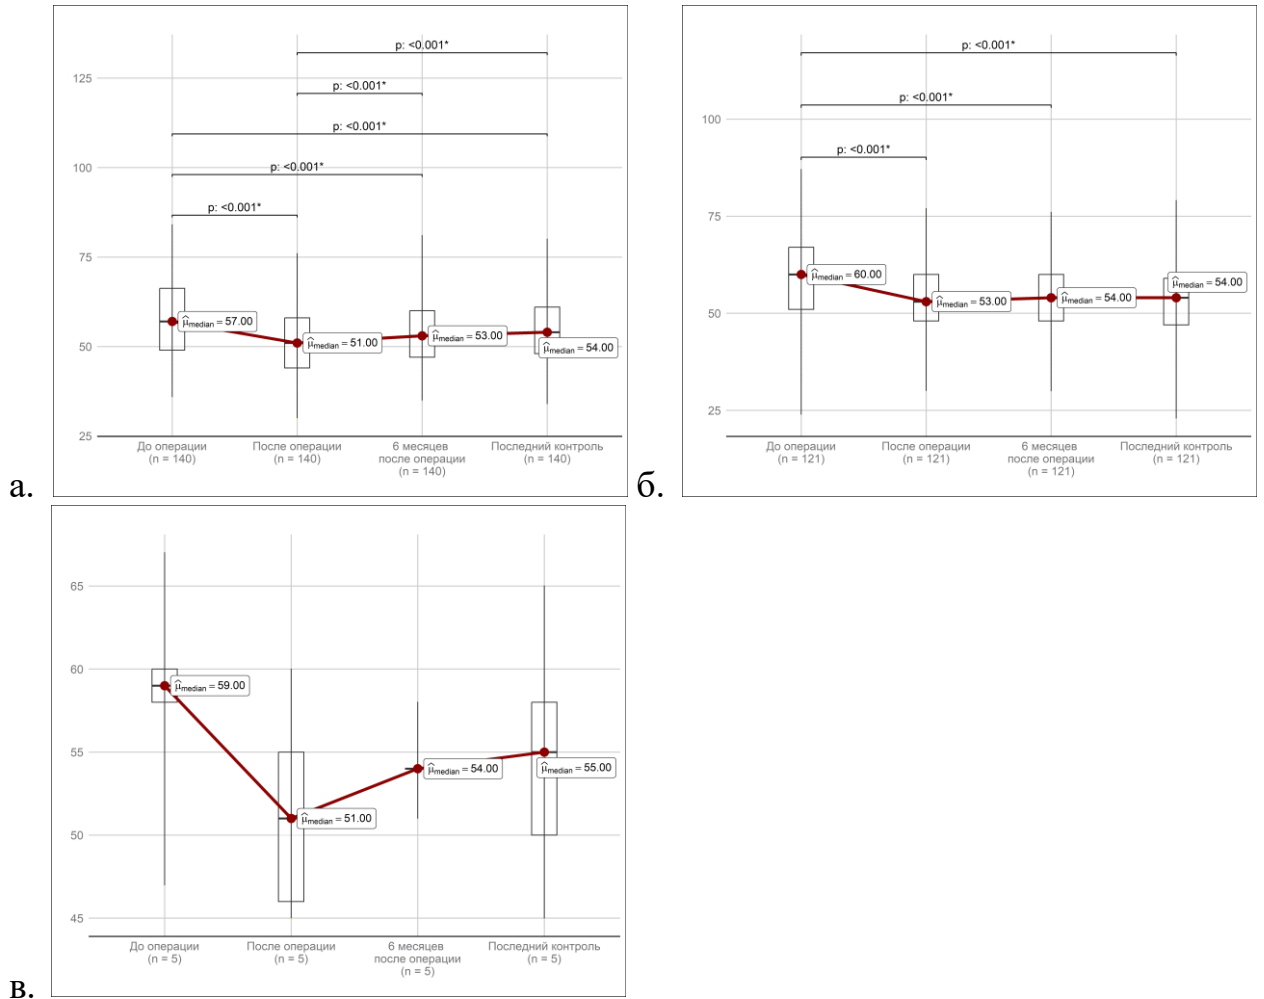 p: <0.001*
125
p: <0.001*
p: <0.001*
100
p: <0.001*
p: <0.001*
75
μ̂median = 57.00
μ̂median = 51.00
μ̂median = 53.00
μ̂median = 54.00
50
25
До операции
(n = 140)
После операции
(n = 140)
6 месяцев
после операции
(n = 140)
Последний контроль
(n = 140)
а.
p: <0.001*
p: <0.001*
100
p: <0.001*
75
μ̂median = 60.00
μ̂median = 53.00
μ̂median = 54.00
μ̂median = 54.00
50
25
До операции
(n = 121)
После операции
(n = 121)
6 месяцев
после операции
(n = 121)
Последний контроль
(n = 121)
б.
65
60
μ̂median = 59.00
55
μ̂median = 51.00
μ̂median = 54.00
μ̂median = 55.00
50
45
До операции
(n = 5)
После операции
(n = 5)
6 месяцев
после операции
(n = 5)
Последний контроль
(n = 5)
в.